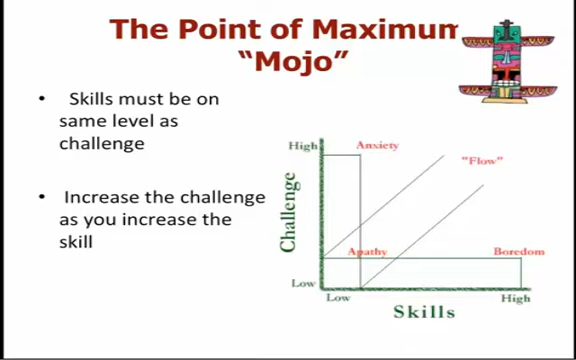 The Point of Maximum
“Mojo”
• Skills must be on
same level as
challenge
• Increase the challenge
as you increase the
skill
High
Anxiety
“Flow”
Challenge
Apathy
Boredom
Low
Low
High
Skills